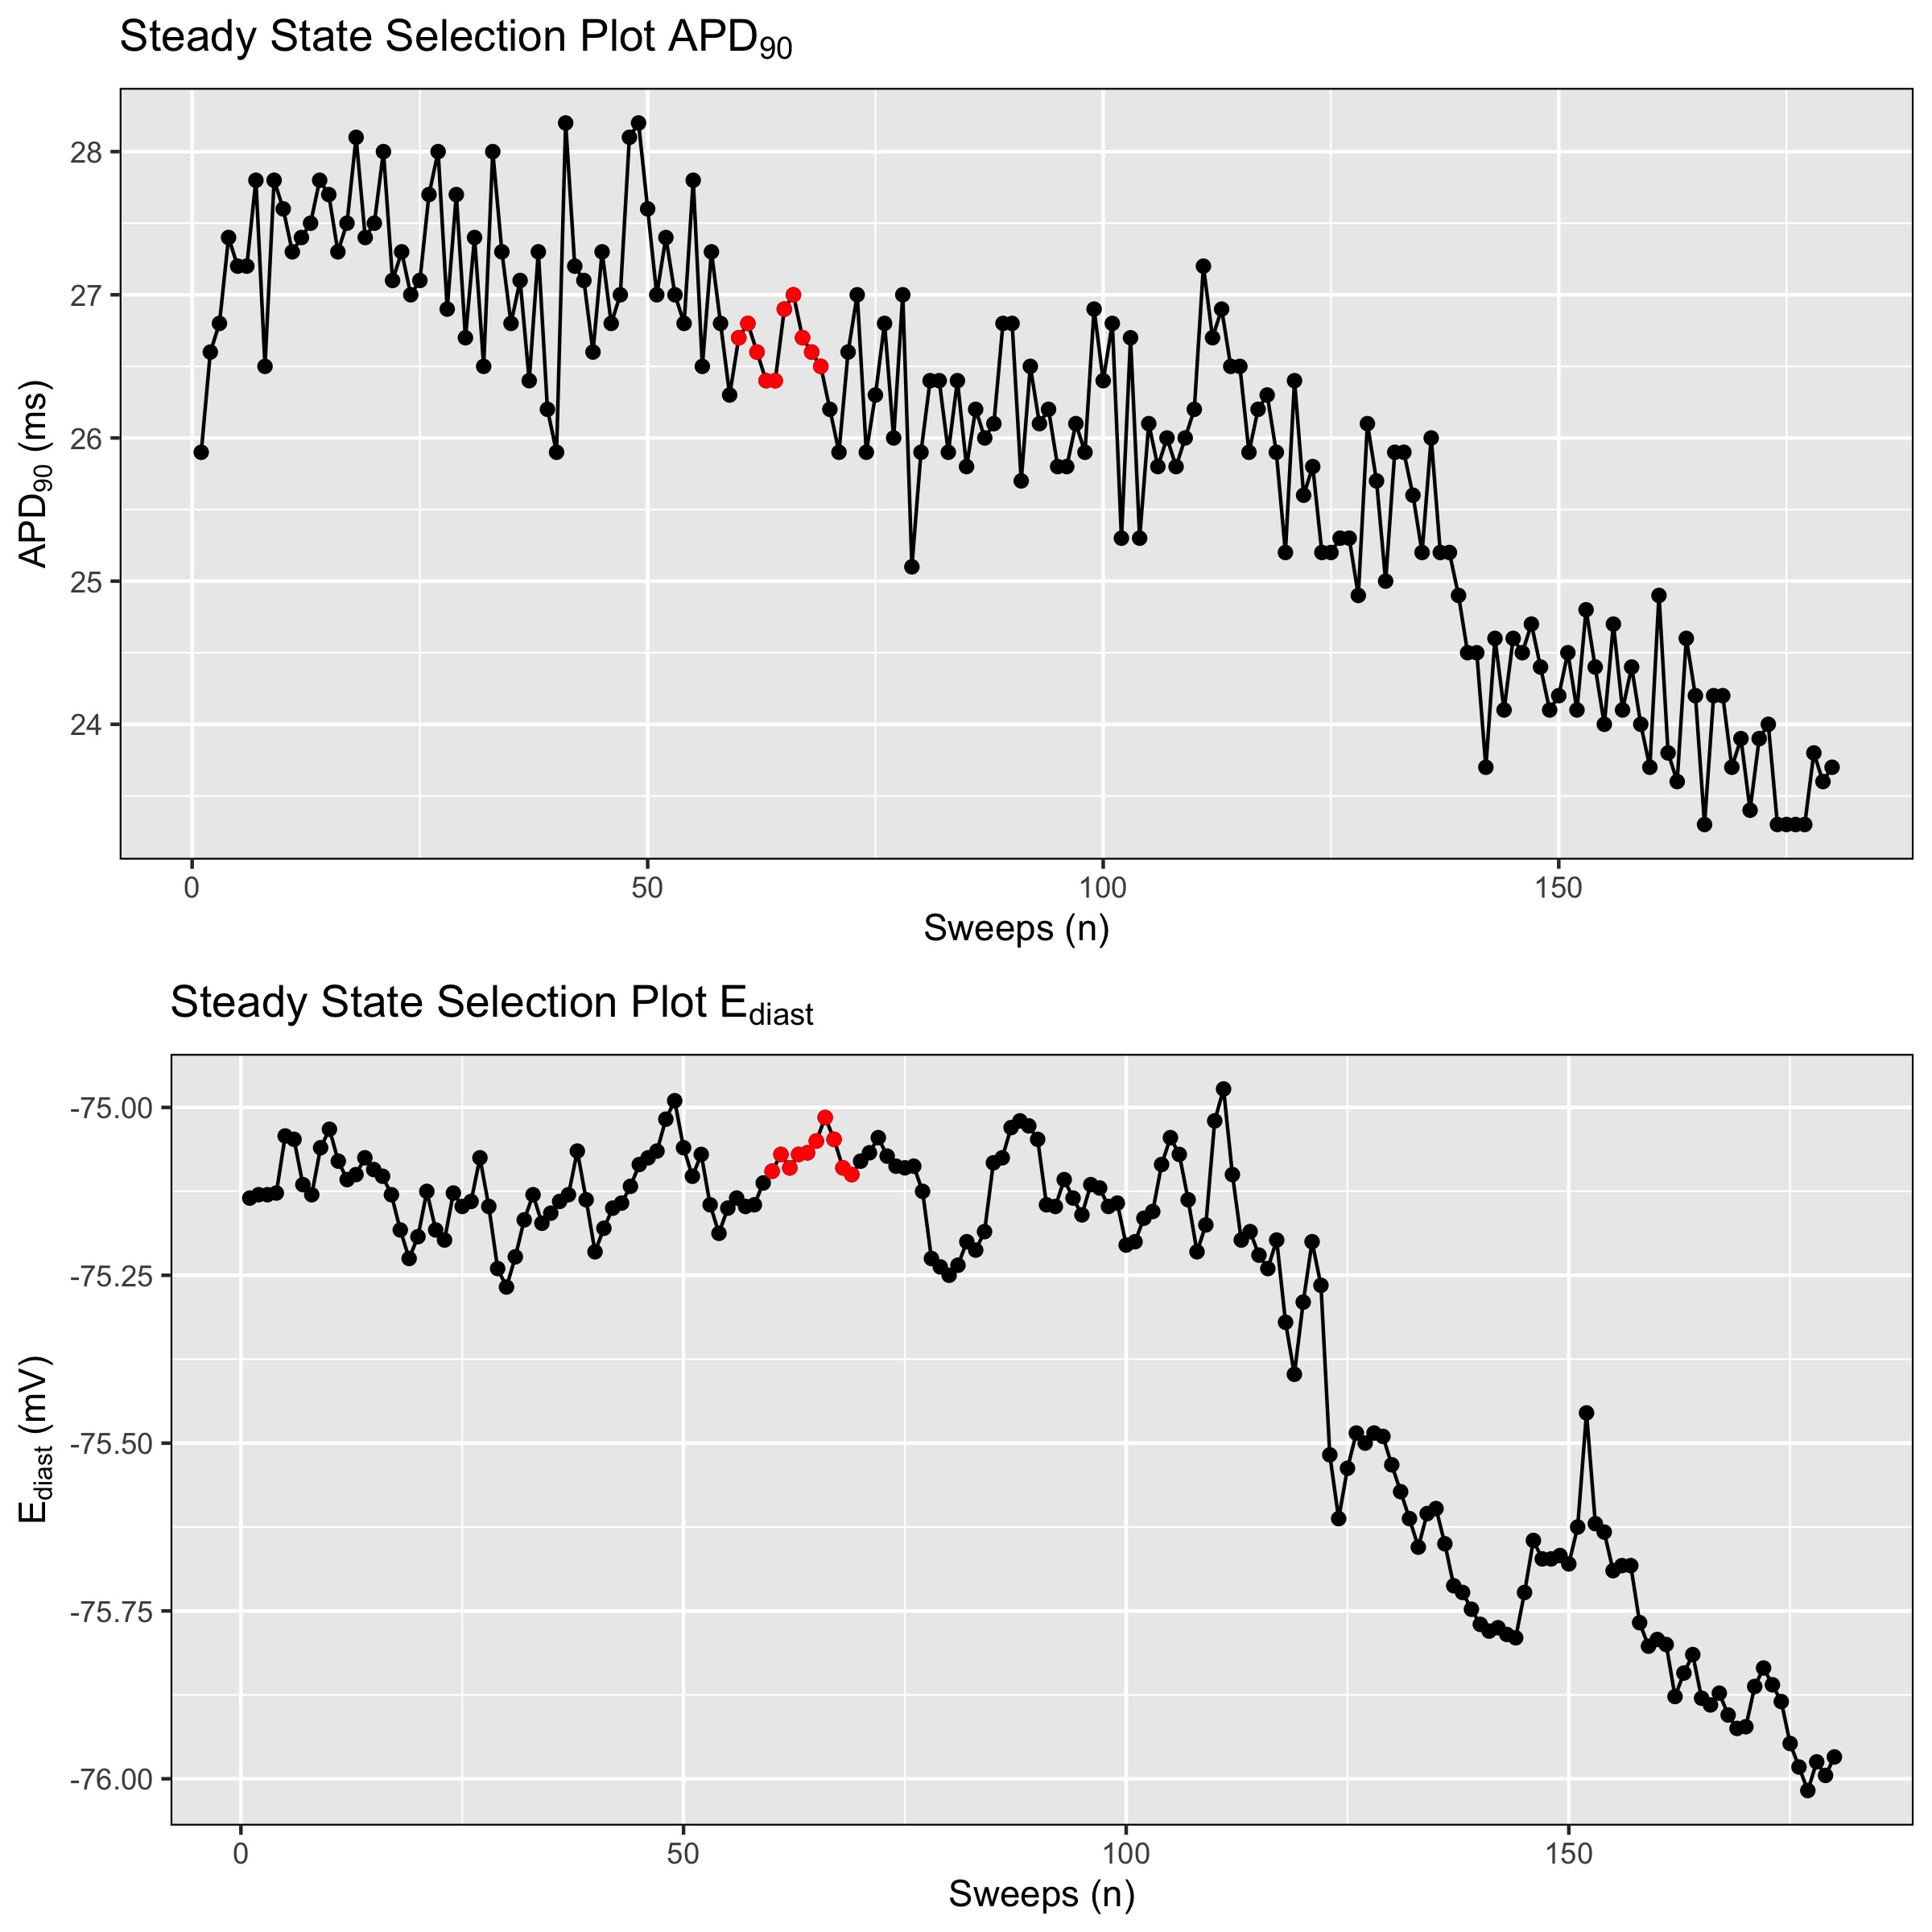 Steady State Selection Plot APD90
28
27
26
25
24
APD90 (ms)
0 50 100 150
Sweeps (n)
Steady State Selection Plot Ediast
-75.00
-75.25
-75.50
-75.75
-76.00
Ediast (mV)
0 50 100 150
Sweeps (n)